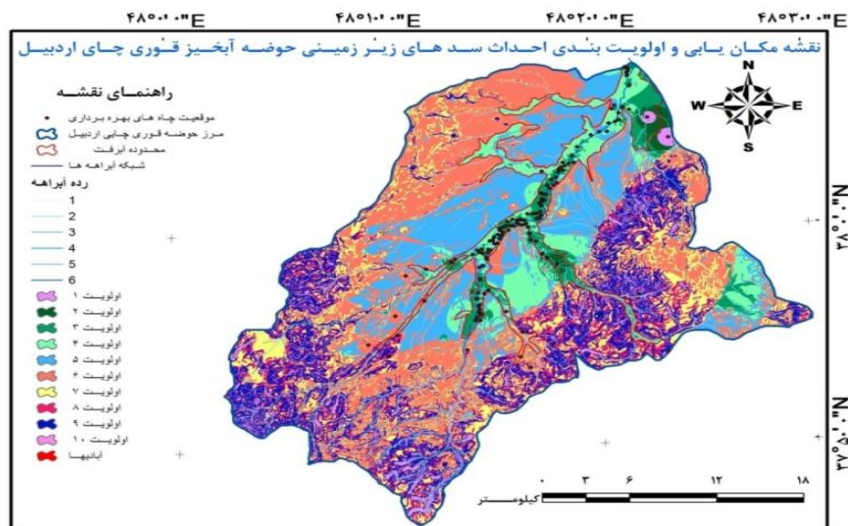 ۴۸°۰'۰"E ۴۸°۱۰'۰"E ۴۸°۲۰'۰"E ۴۸°۳۰'۰"E
نقشه مکان یابی و اولویت بندی احداث سد های زیر زمینی حوضه آبخیز قوری چای اردبیل
N
W E
S
راهنمای نقشه
موقعیت چاه های بهره برداری
مرز حوضه قوری چایی اردبیل
محدوده آبرفت
شبکه آبراهه ها
رده آبراهه
1
2
3
4
5
6
اولویت ۱
اولویت ۲
اولویت ۳
اولویت ۴
اولویت ۵
اولویت ۶
اولویت ۷
اولویت ۸
اولویت ۹
اولویت ۱۰
آبادیها
۳۸°۰'۰"N
۳۷°۵۰'۰"N
۰ ۳ ۶ ۱۲ ۱۸
کیلومتر